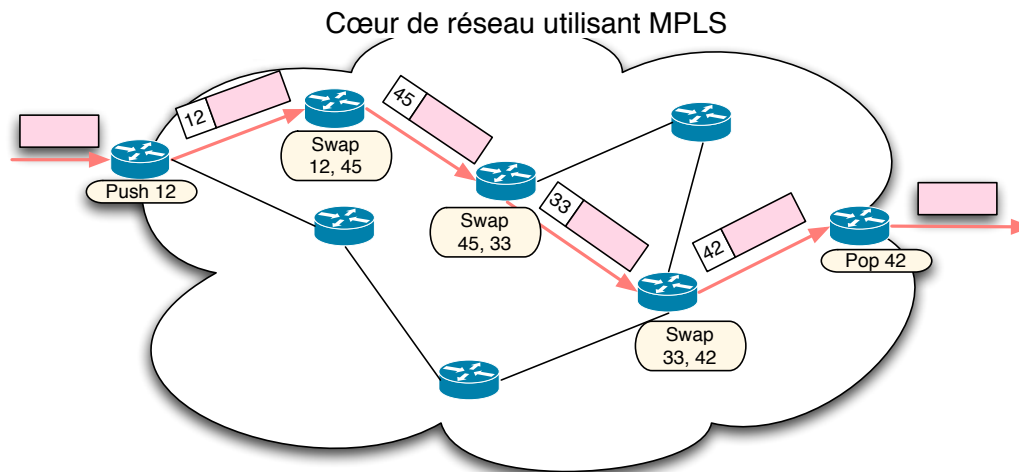 Cœur de réseau utilisant MPLS
12
45
Swap
12, 45
Push 12
33
Swap
45, 33
42
Pop 42
Swap
33, 42